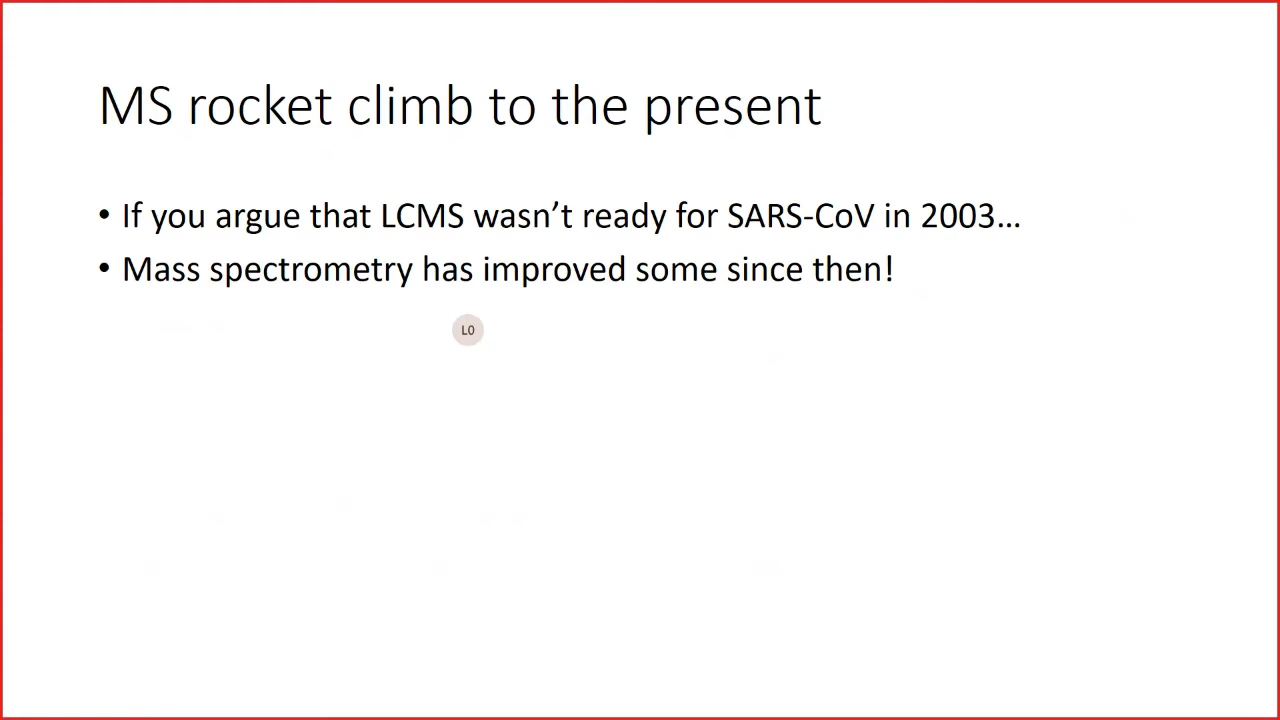 MS rocket climb to the present
• If you argue that LCMS wasn’t ready for SARS-CoV in 2003…
• Mass spectrometry has improved some since then!
LO